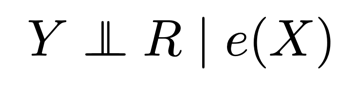 Y ⫫ R | e(X)